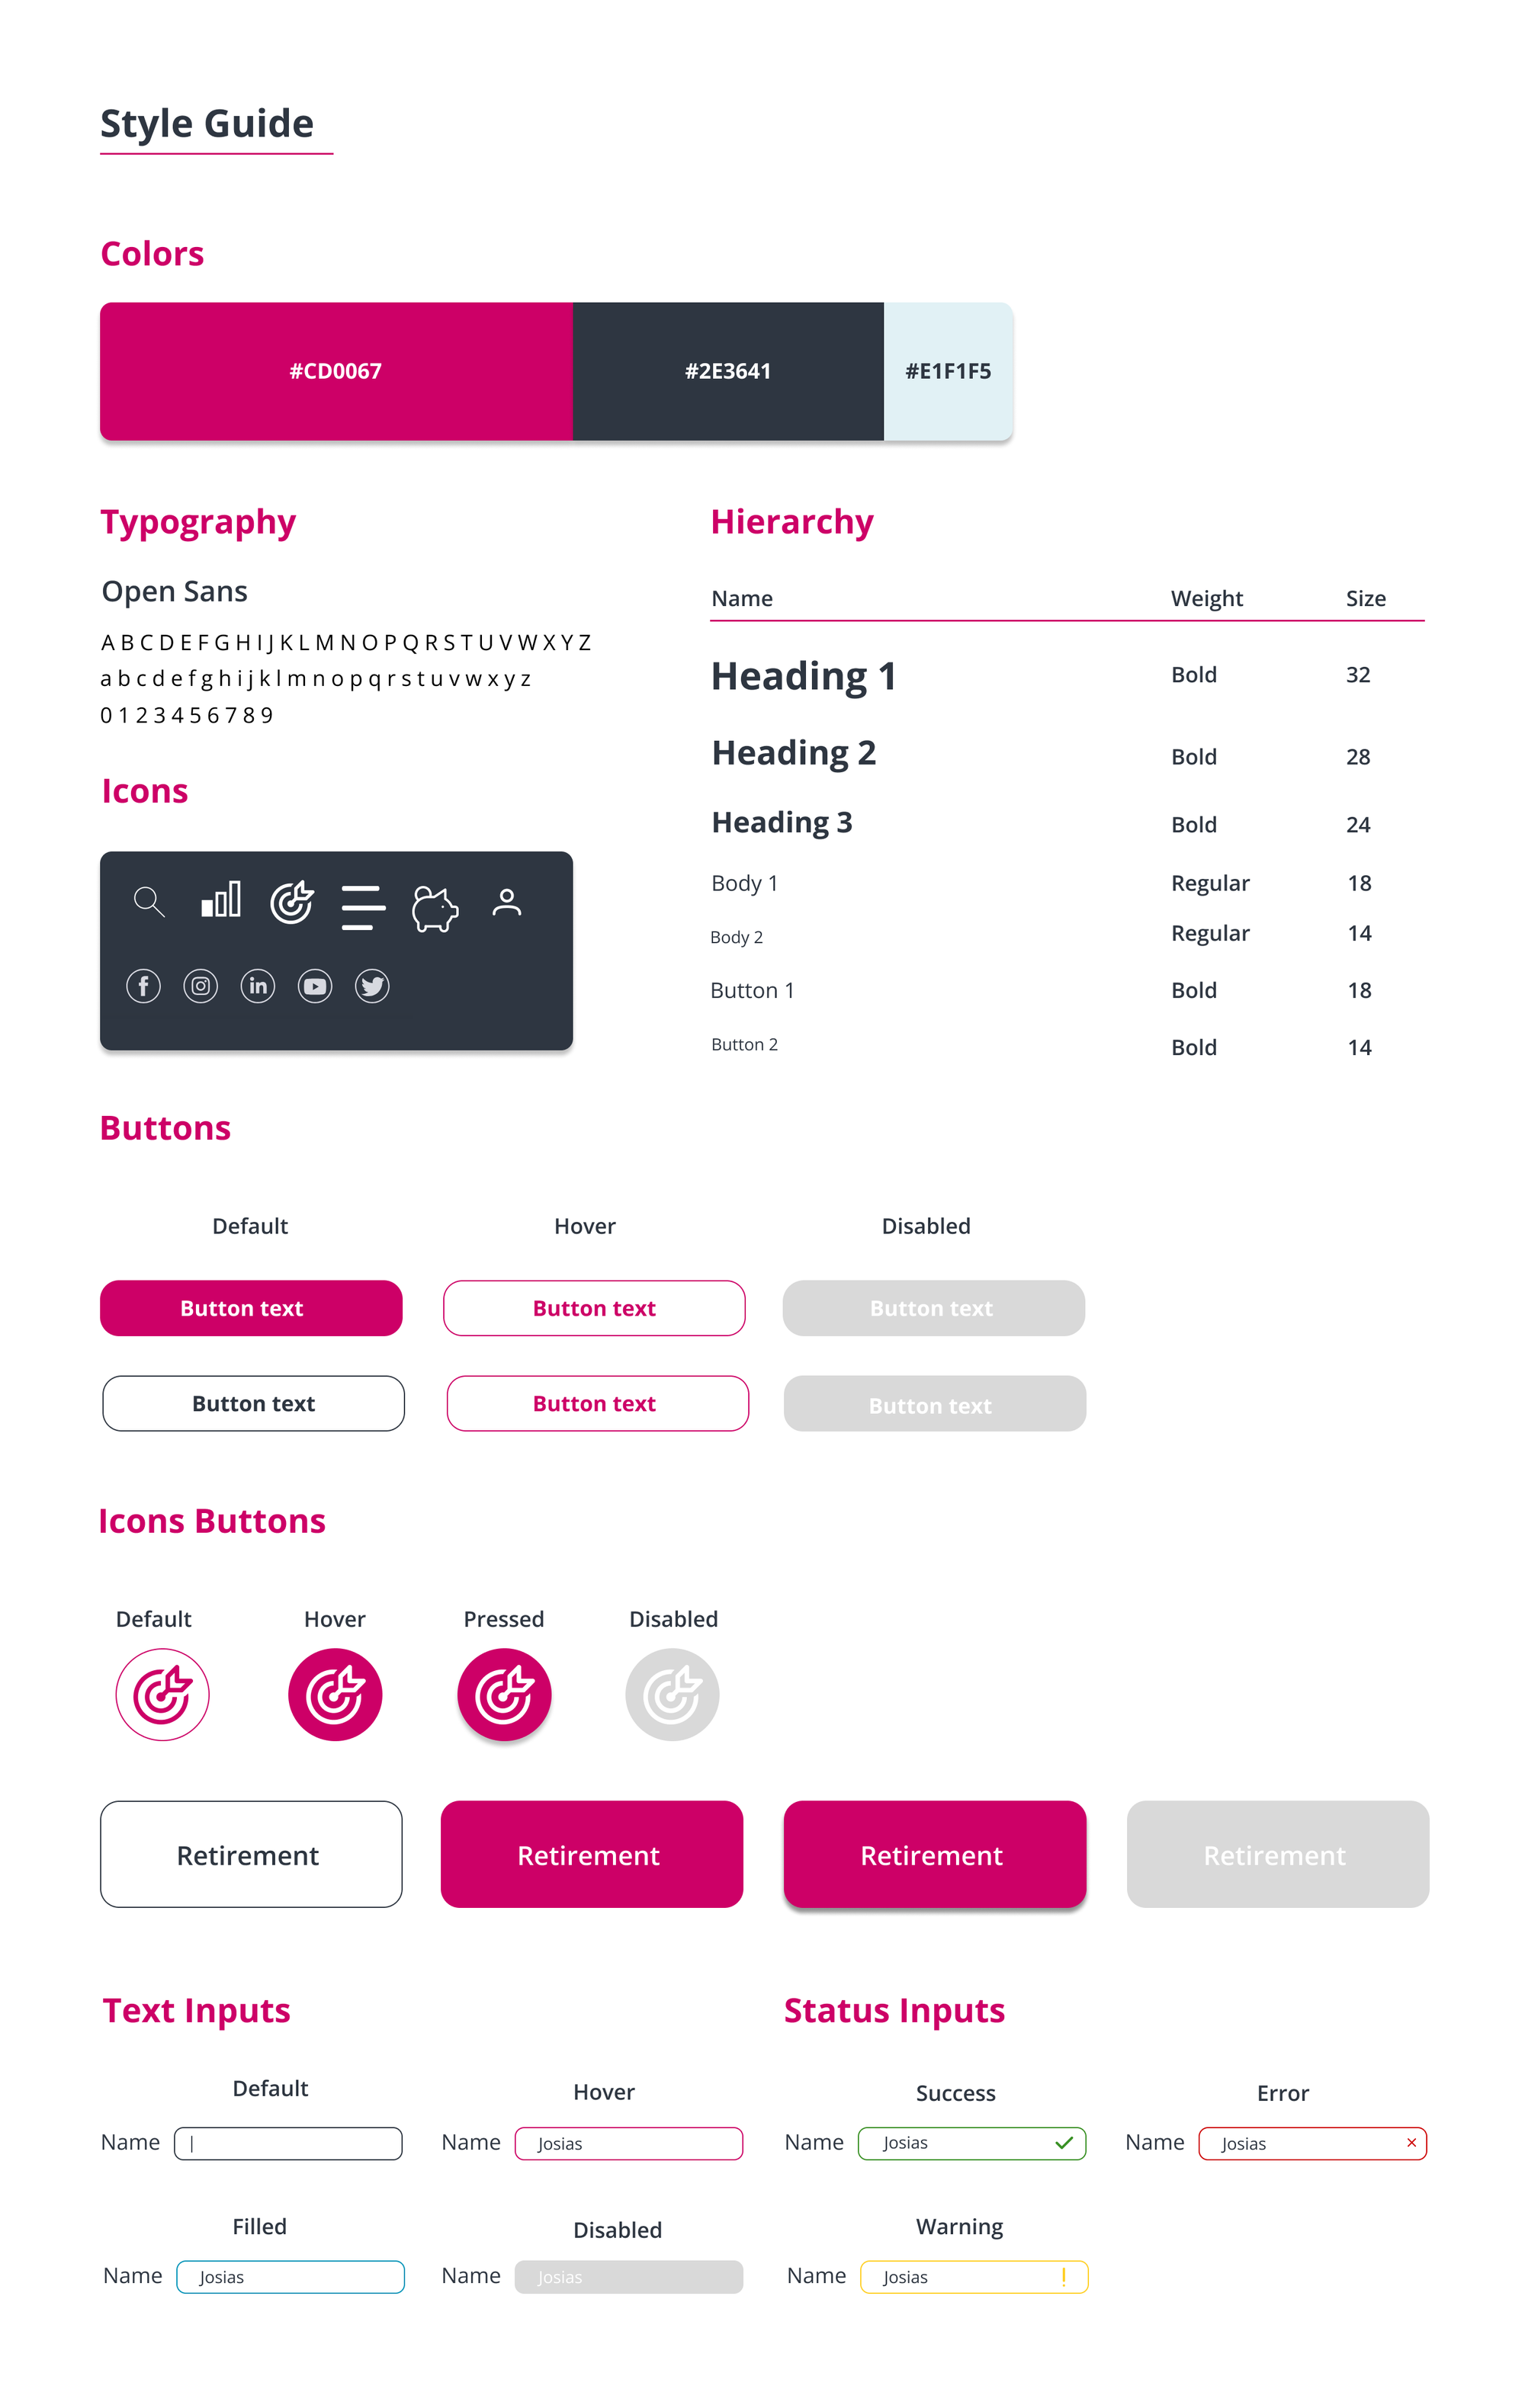 Style Guide
Colors
#CD0067 #2E3641 #E1F1F5
Typography
Open Sans
A B C D E F G H I J K L M N O P Q R S T U V W X Y Z
a b c d e f g h i j k l m n o p q r s t u v w x y z
0 1 2 3 4 5 6 7 8 9
Hierarchy
Name Weight Size
Heading 1 Bold 32
Heading 2 Bold 28
Heading 3 Bold 24
Body 1 Regular 18
Body 2 Regular 14
Button 1 Bold 18
Button 2 Bold 14
Icons
f in
Buttons
Default Hover Disabled
Button text Button text Button text
Button text Button text Button text
Icons Buttons
Default Hover Pressed Disabled
Retirement Retirement Retirement Retirement
Text Inputs
Default Hover
Name | Name Josias
Filled Disabled
Name Josias Name Josias
Status Inputs
Success Error
Name Josias Name Josias
Warning
Name Josias !